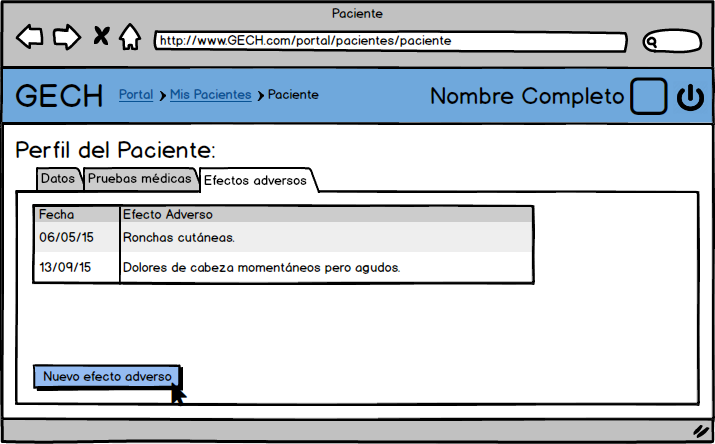 Paciente
http://www.GECH.com/portal/pacientes/paciente
GECH Portal > Mis Pacientes > Paciente Nombre Completo
Perfil del Paciente:
Datos Pruebas médicas Efectos adversos
Fecha Efecto Adverso
06/05/15 Ronchas cutáneas.
13/09/15 Dolores de cabeza momentáneos pero agudos.
Nuevo efecto adverso